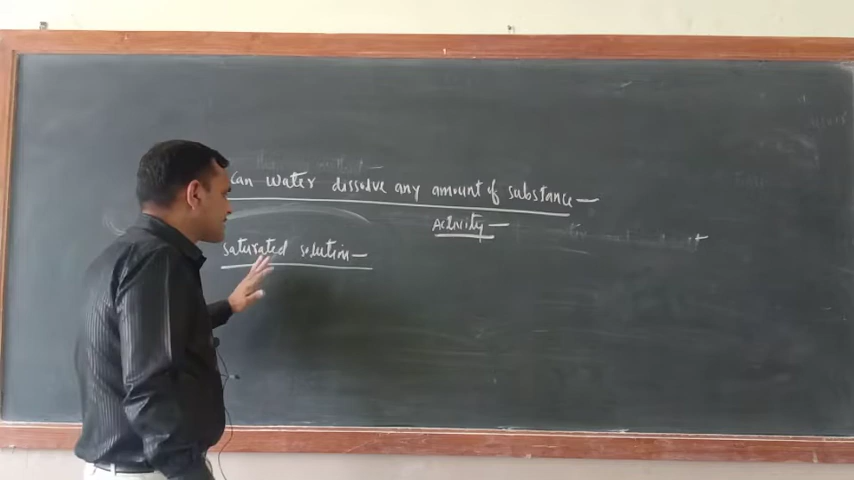 can water dissolve any amount of substance —
Activity —
saturated solution —